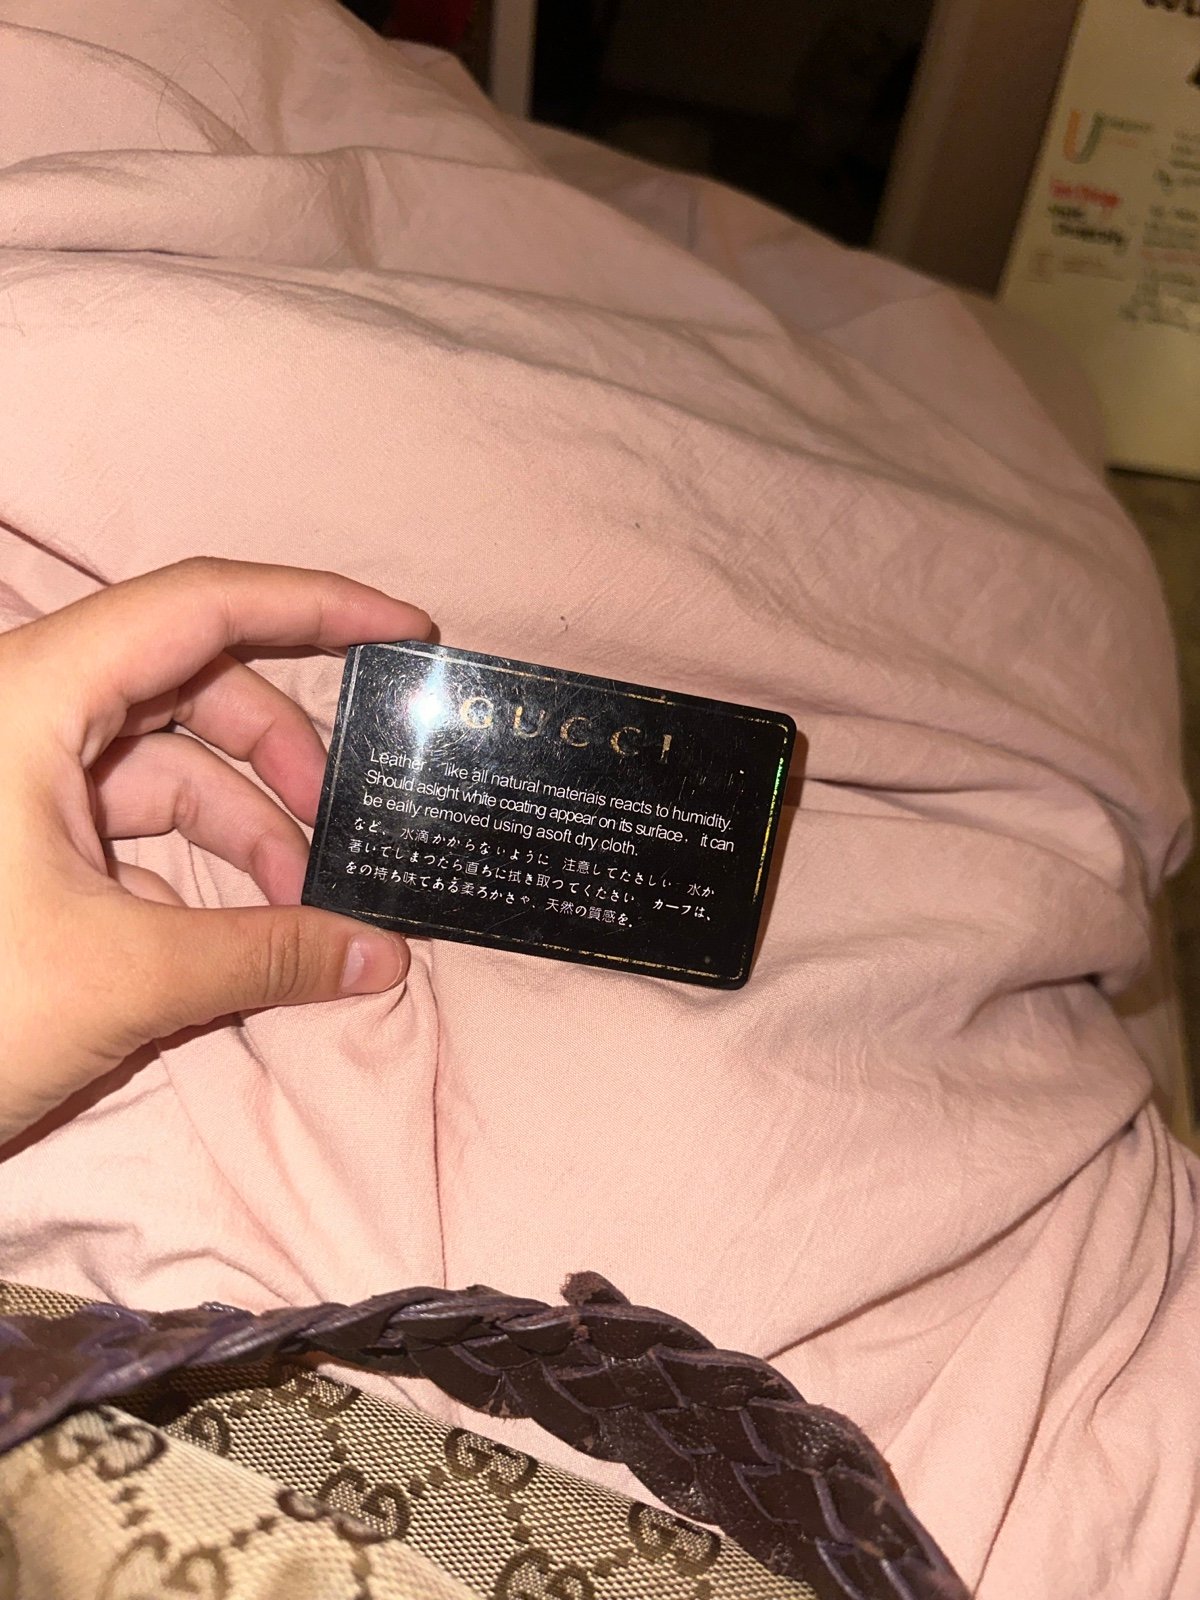 GUCCI
Leather, like all natural materiais reacts to humidity.
Should aslight white coating appear on its surface, it can
be eaily removed using asoft dry cloth.
など、水滴かからないように 注意してたさしい 水か
著いてしまつたら直ちに拭き取つてください カーフは、
をの持ち味てある柔ろかさゃ、天然の質感を。